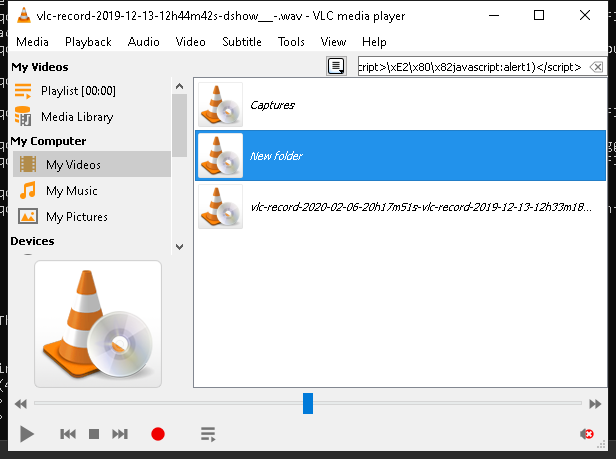 vlc-record-2019-12-13-12h44m42s-dshow___-.wav - VLC media player
Media Playback Audio Video Subtitle Tools View Help
My Videos
cript>\xE2\x80\x82javascript:alert1)</script>
Playlist [00:00]
Media Library
My Computer
My Videos
My Music
My Pictures
Devices
Captures
New folder
vlc-record-2020-02-06-20h17m51s-vlc-record-2019-12-13-12h33m18...